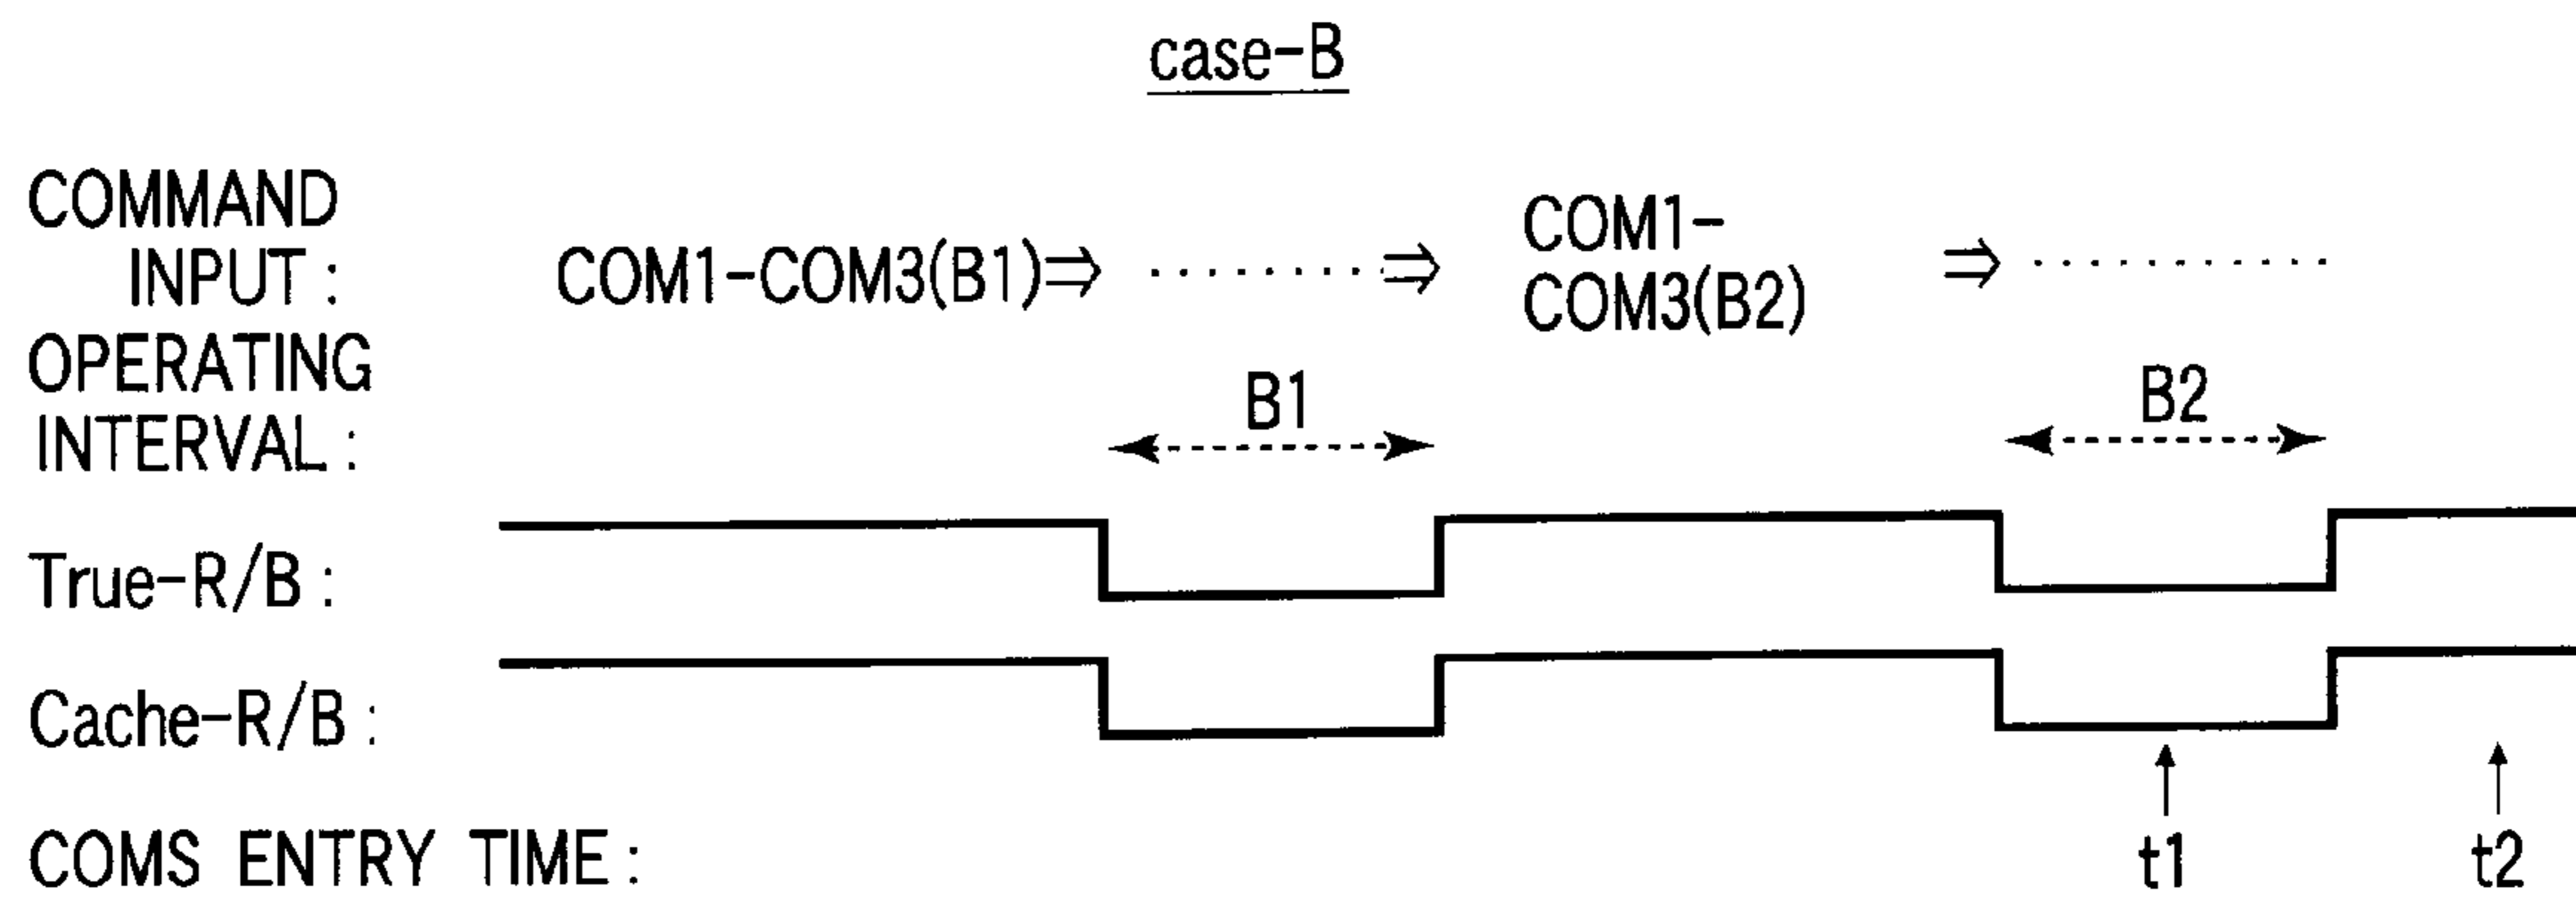 case-B
COMMAND
INPUT :
COM1-COM3(B1)⇒ ········⇒
COM1-
COM3(B2)
⇒ ···········
OPERATING
INTERVAL :
B1
B2
True-R/B :
Cache-R/B :
COMS ENTRY TIME :
t1
t2